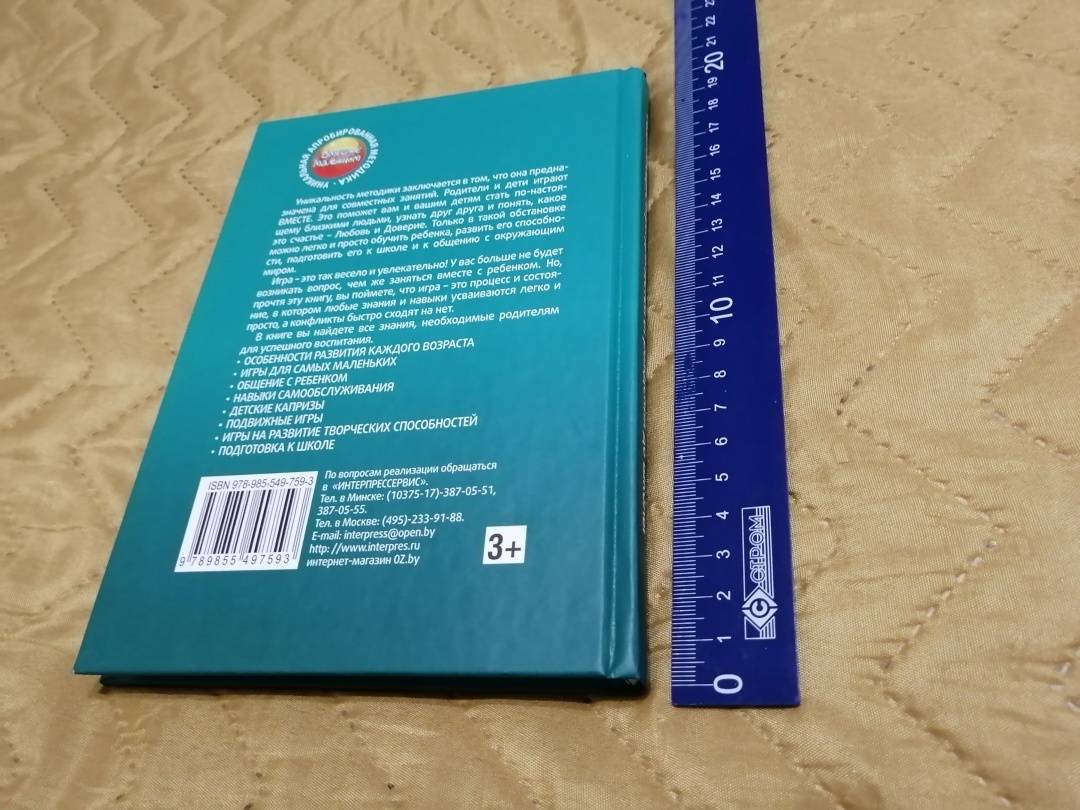 УНИКАЛЬНАЯ АПРОБИРОВАННАЯ МЕТОДИКА •
Уникальность методики заключается в том, что она предна-
значена для совместных занятий. Родители и дети играют
ВМЕСТЕ. Это поможет вам и вашим детям стать по-настоя-
щему близкими людьми, узнать друг друга и понять, какое
это счастье – Любовь и Доверие. Только в такой обстановке
можно легко и просто обучить ребенка, развить его способно-
сти, подготовить его к школе и к общению с окружающим
миром.
Игра – это так весело и увлекательно! У вас больше не будет
возникать вопрос, чем же заняться вместе с ребенком. Но,
прочтя эту книгу, вы поймете, что игра – это процесс и состоя-
ние, в котором любые знания и навыки усваиваются легко и
просто, а конфликты быстро сходят на нет.
В книге вы найдете все знания, необходимые родителям
для успешного воспитания.
• ОСОБЕННОСТИ РАЗВИТИЯ КАЖДОГО ВОЗРАСТА
• ИГРЫ ДЛЯ САМЫХ МАЛЕНЬКИХ
• ОБЩЕНИЕ С РЕБЕНКОМ
• НАВЫКИ САМООБСЛУЖИВАНИЯ
• ДЕТСКИЕ КАПРИЗЫ
• ПОДВИЖНЫЕ ИГРЫ
• ИГРЫ НА РАЗВИТИЕ ТВОРЧЕСКИХ СПОСОБНОСТЕЙ
• ПОДГОТОВКА К ШКОЛЕ
ISBN 978-985-549-759-3
9 789855 497593
По вопросам реализации обращаться
в «ИНТЕРПРЕССЕРВИС».
Тел. в Минске: (10375-17)-387-05-51,
387-05-55.
Тел. в Москве: (495)-233-91-88.
E-mail: interpress@open.by
http: //www.interpres.ru
интернет-магазин OZ.by
3+
0 1 2 3 4 5 6 7 8 9 10 11 12 13 14 15 16 17 18 19 20 21 22 23
С